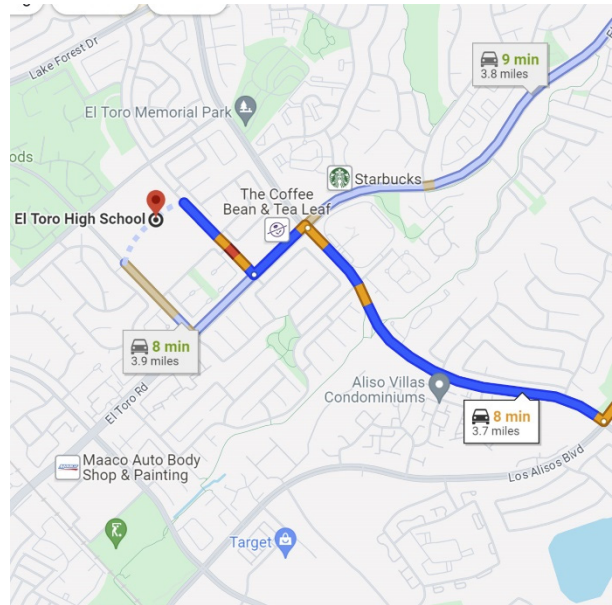 Lake Forest Dr
9 min
3.8 miles
El Toro Memorial Park
ods
Starbucks
The Coffee
Bean & Tea Leaf
El Toro High School
8 min
3.9 miles
El Toro Rd
Aliso Villas
Condominiums
8 min
3.7 miles
Los Alisos Blvd
Maaco Auto Body
Shop & Painting
Target